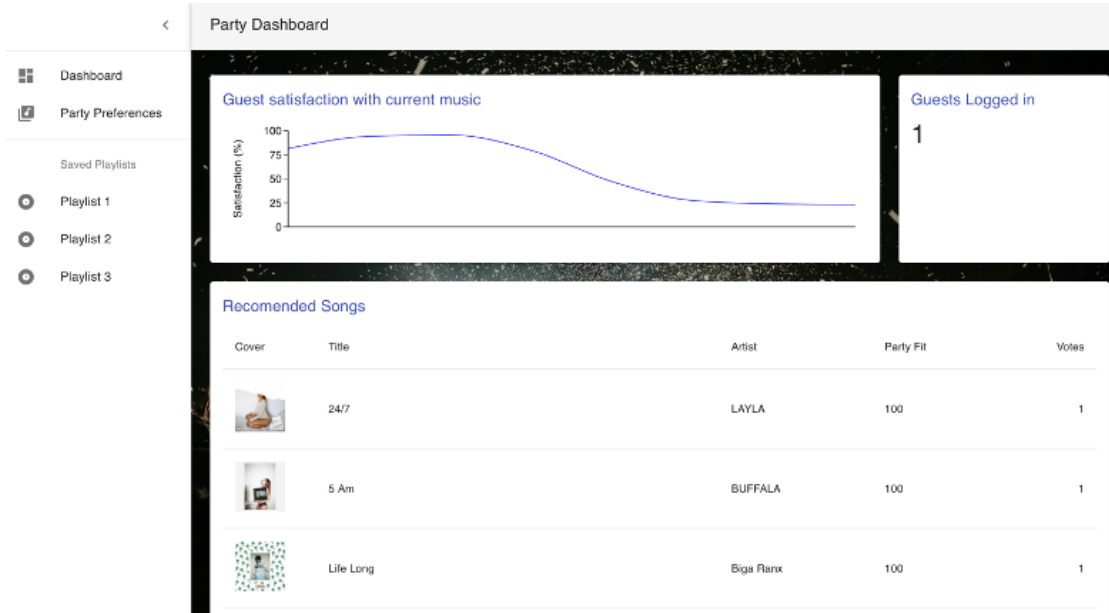 Party Dashboard
Dashboard
Party Preferences
Saved Playlists
Playlist 1
Playlist 2
Playlist 3
Guest satisfaction with current music
Satisfaction (%)
100
75
50
25
0
Guests Logged in
1
Recomended Songs
Cover Title Artist Party Fit Votes
24/7 LAYLA 100 1
5 Am BUFFALA 100 1
Life Long Biga Ranx 100 1